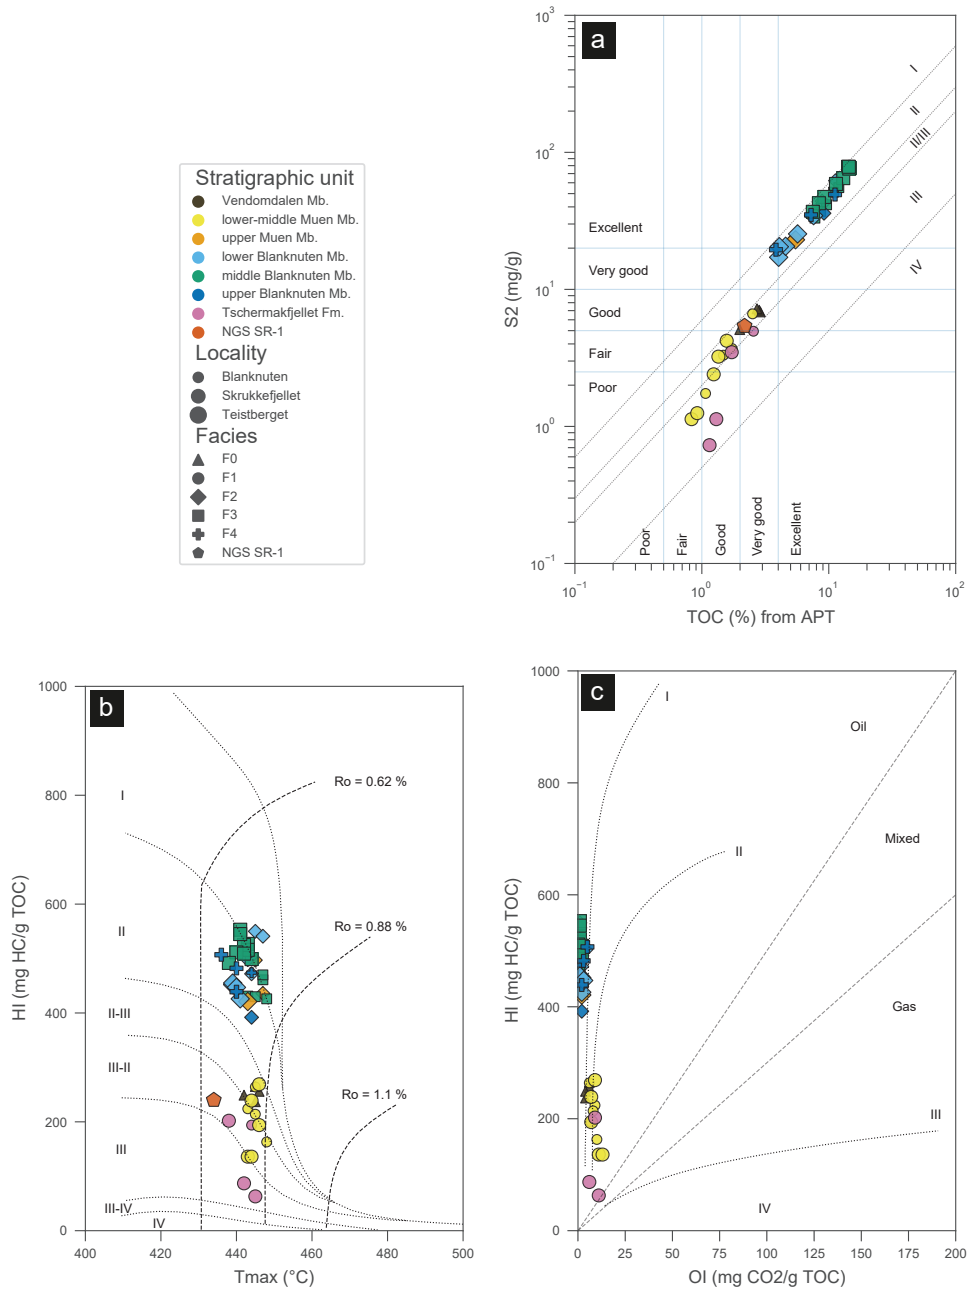 Stratigraphic unit
Vendomdalen Mb.
lower-middle Muen Mb.
upper Muen Mb.
lower Blanknuten Mb.
middle Blanknuten Mb.
upper Blanknuten Mb.
Tschermakfjellet Fm.
NGS SR-1
Locality
Blanknuten
Skrukkefjellet
Teistberget
Facies
F0
F1
F2
F3
F4
NGS SR-1
a
10³
10²
10¹
10⁰
10⁻¹
S2 (mg/g)
I
II
II/III
III
IV
Excellent
Very good
Good
Fair
Poor
Poor
Fair
Good
Very good
Excellent
10⁻¹
10⁰
10¹
10²
TOC (%) from APT
b
1000
800
600
400
200
0
HI (mg HC/g TOC)
Ro = 0.62 %
Ro = 0.88 %
Ro = 1.1 %
I
II
II-III
III-II
III
III-IV
IV
400
420
440
460
480
500
Tmax (°C)
c
1000
800
600
400
200
0
HI (mg HC/g TOC)
I
II
III
IV
Oil
Mixed
Gas
0
25
50
75
100
125
150
175
200
OI (mg CO2/g TOC)